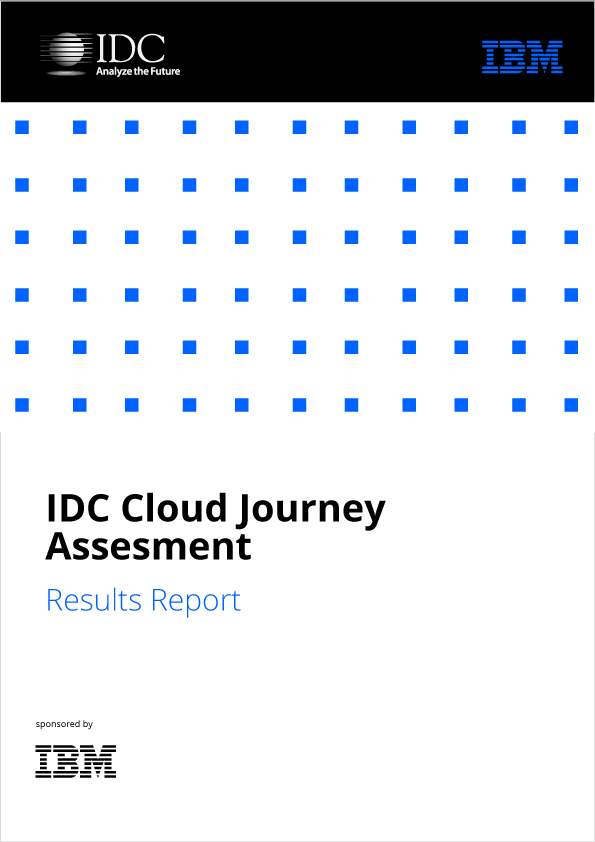 IDC
Analyze the Future
IBM
IDC Cloud Journey
Assesment
Results Report
sponsored by
IBM